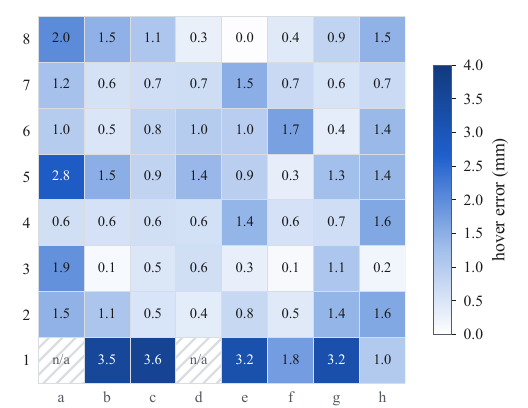 8 2.0 1.5 1.1 0.3 0.0 0.4 0.9 1.5
7 1.2 0.6 0.7 0.7 1.5 0.7 0.6 0.7
6 1.0 0.5 0.8 1.0 1.0 1.7 0.4 1.4
5 2.8 1.5 0.9 1.4 0.9 0.3 1.3 1.4
4 0.6 0.6 0.6 0.6 1.4 0.6 0.7 1.6
3 1.9 0.1 0.5 0.6 0.3 0.1 1.1 0.2
2 1.5 1.1 0.5 0.4 0.8 0.5 1.4 1.6
1 n/a 3.5 3.6 n/a 3.2 1.8 3.2 1.0
a b c d e f g h
4.0
3.5
3.0
2.5
2.0
1.5
1.0
0.5
0.0
hover error (mm)